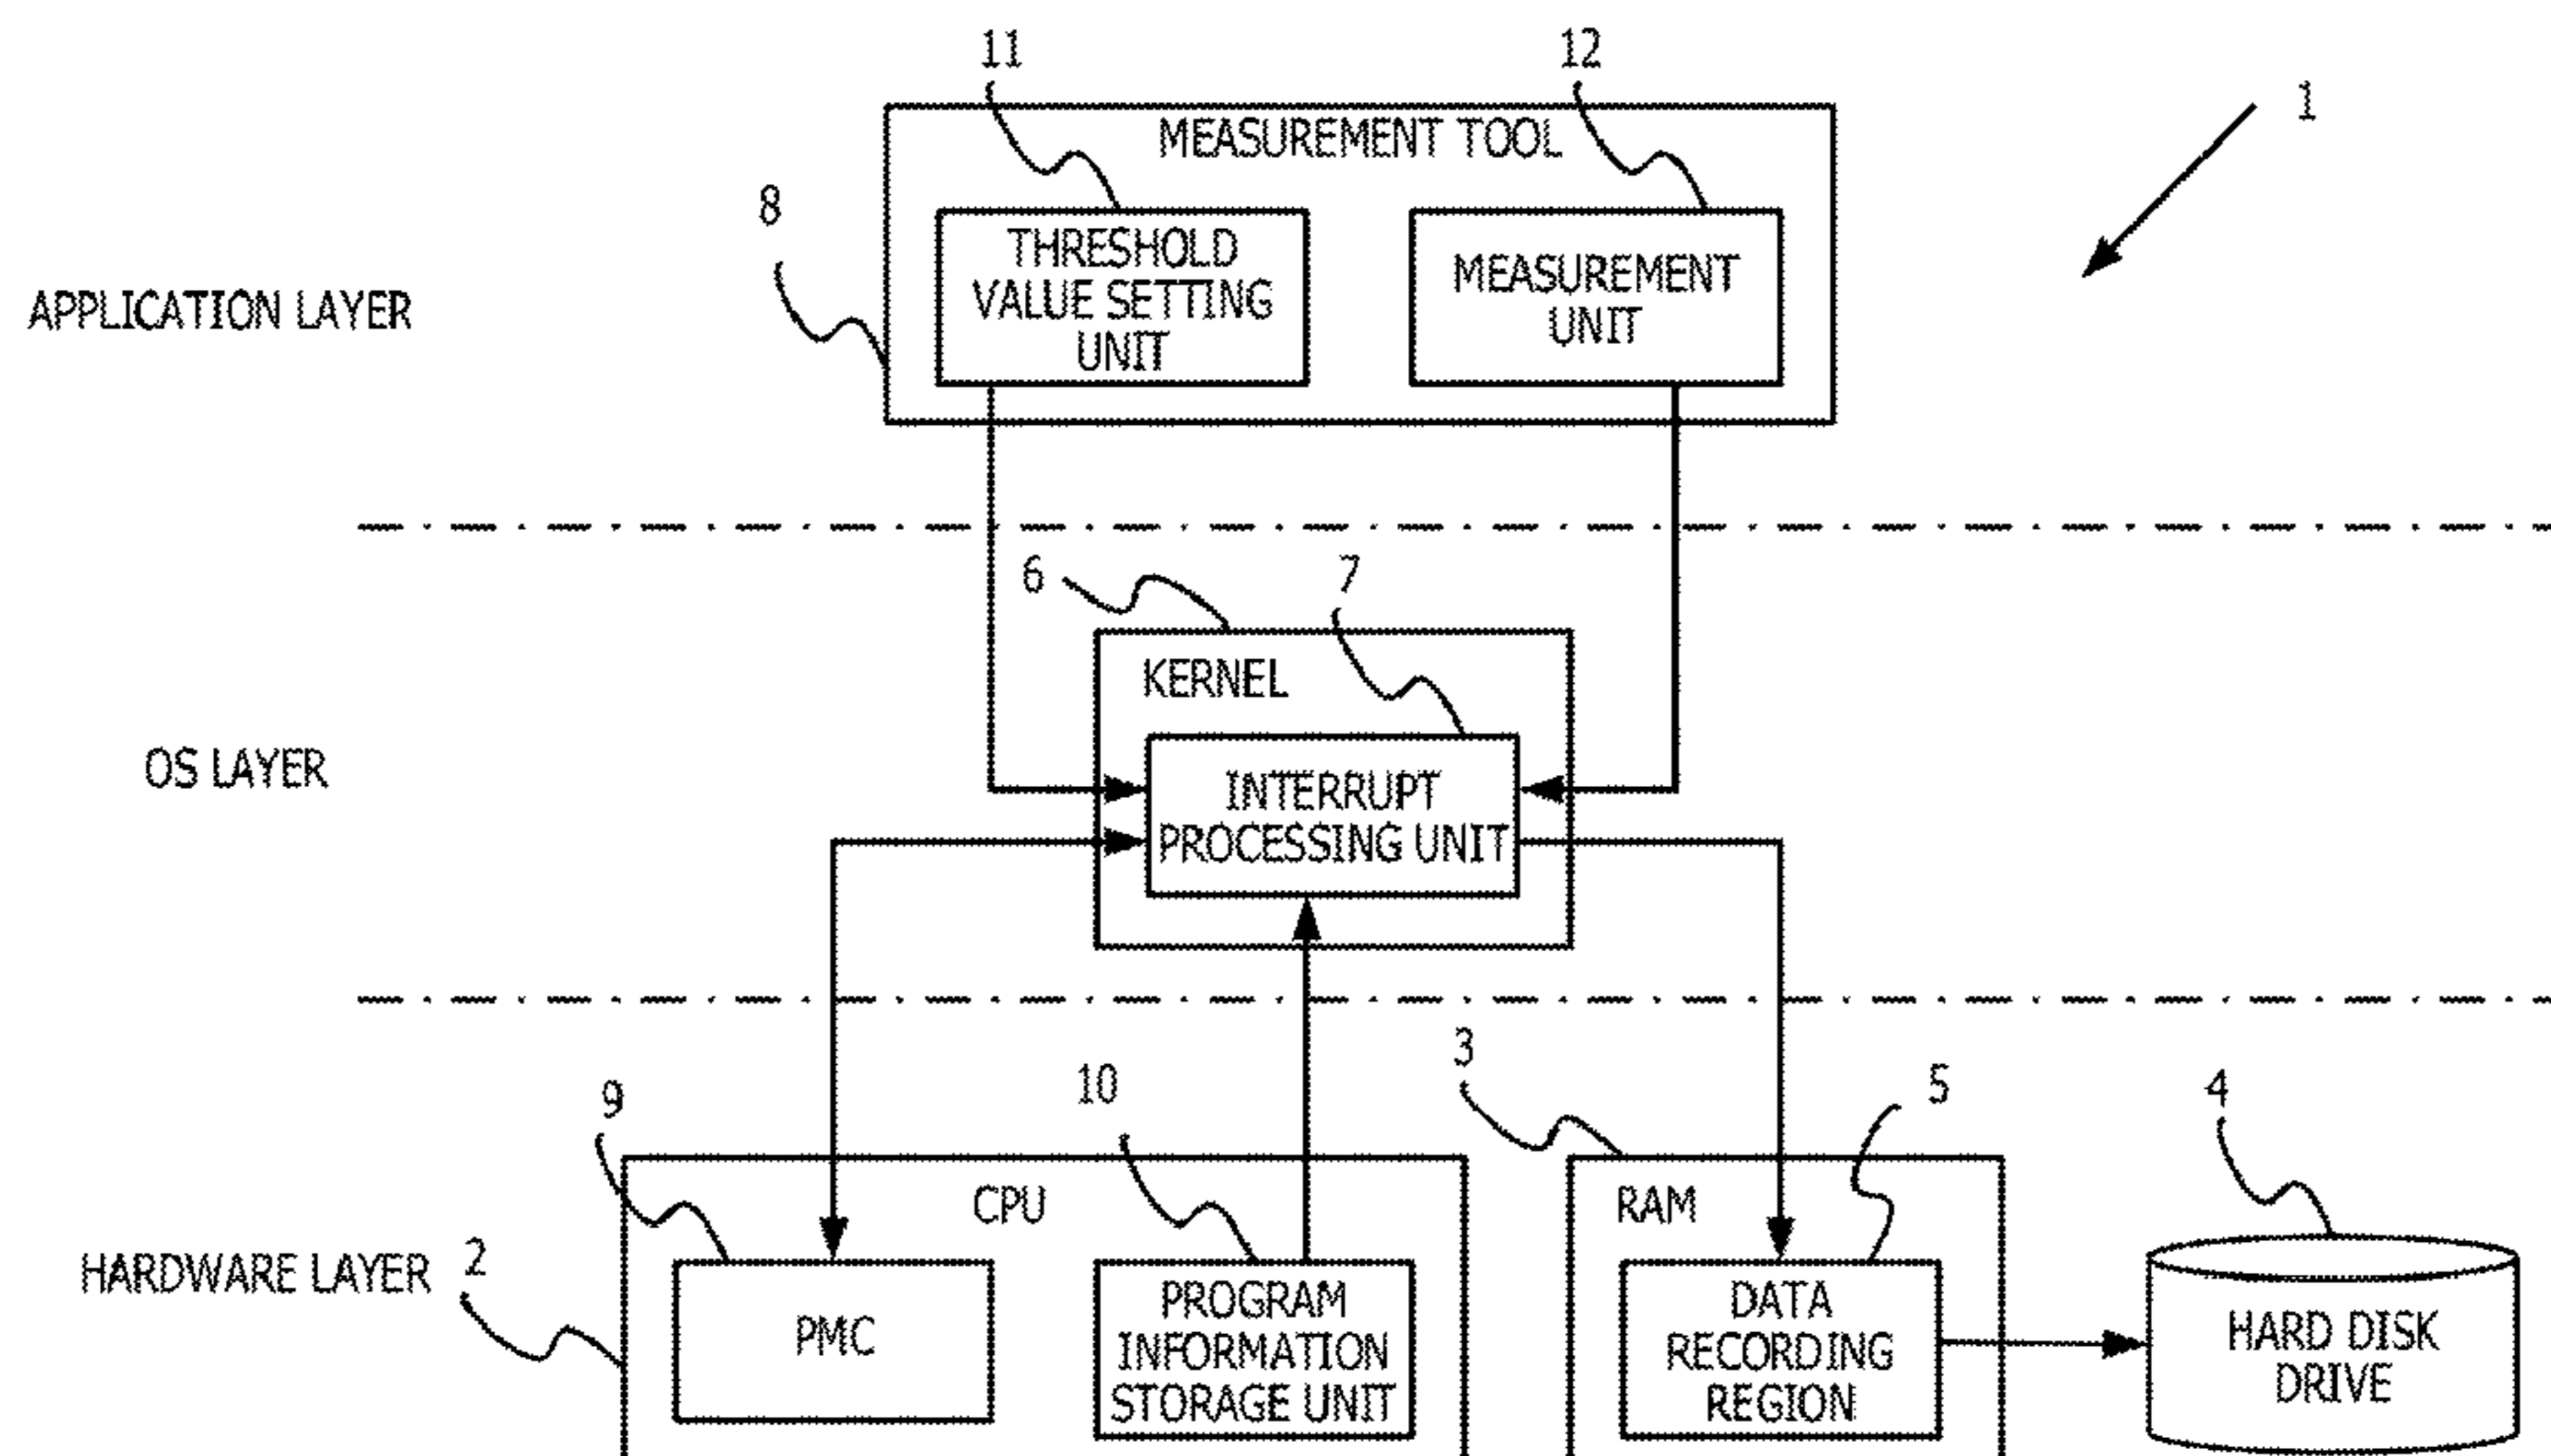 11
12
1
MEASUREMENT TOOL
8
THRESHOLD
VALUE SETTING
UNIT
MEASUREMENT
UNIT
APPLICATION LAYER
6
7
KERNEL
OS LAYER
INTERRUPT
PROCESSING UNIT
3
9
10
5
4
CPU
RAM
HARDWARE LAYER
2
PMC
PROGRAM
INFORMATION
STORAGE UNIT
DATA
RECORDING
REGION
HARD DISK
DRIVE